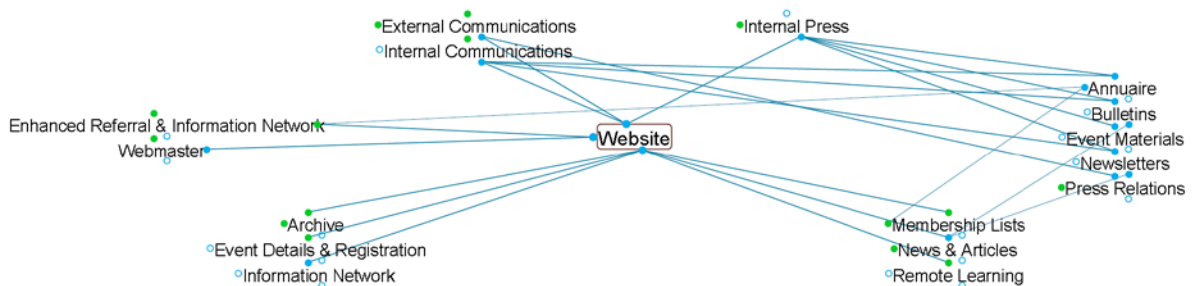 External Communications
Internal Press
Internal Communications
Annuaire
Bulletins
Enhanced Referral & Information Network
Website
Event Materials
Webmaster
Newsletters
Press Relations
Archive
Membership Lists
Event Details & Registration
News & Articles
Information Network
Remote Learning